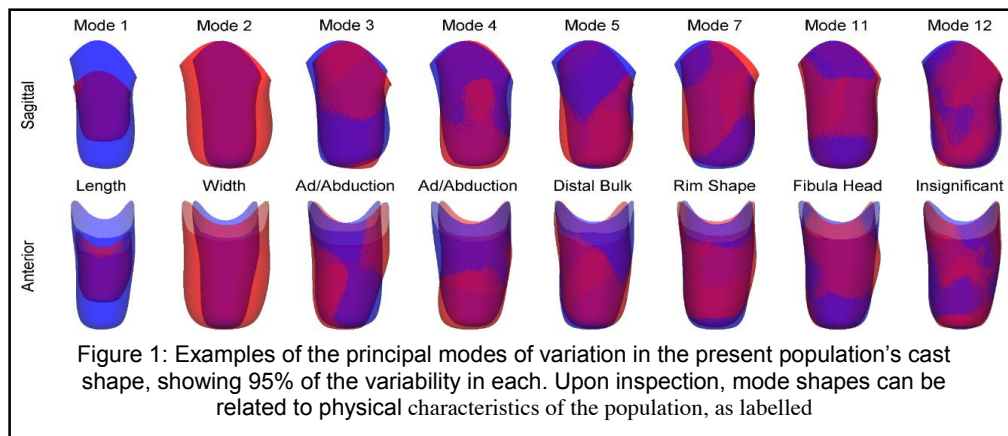 Mode 1 Mode 2 Mode 3 Mode 4 Mode 5 Mode 7 Mode 11 Mode 12
Sagittal
Length Width Ad/Abduction Ad/Abduction Distal Bulk Rim Shape Fibula Head Insignificant
Anterior
Figure 1: Examples of the principal modes of variation in the present population’s cast
shape, showing 95% of the variability in each. Upon inspection, mode shapes can be
related to physical characteristics of the population, as labelled